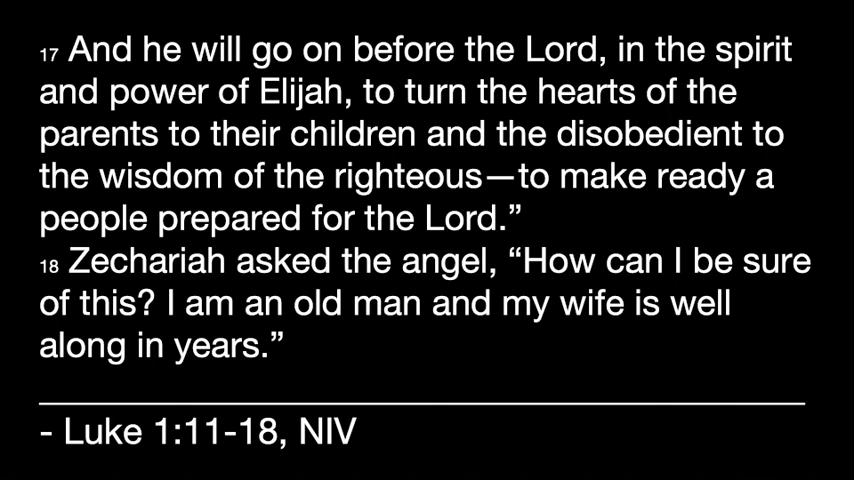 17 And he will go on before the Lord, in the spirit
and power of Elijah, to turn the hearts of the
parents to their children and the disobedient to
the wisdom of the righteous—to make ready a
people prepared for the Lord.”
18 Zechariah asked the angel, “How can I be sure
of this? I am an old man and my wife is well
along in years.”
- Luke 1:11-18, NIV